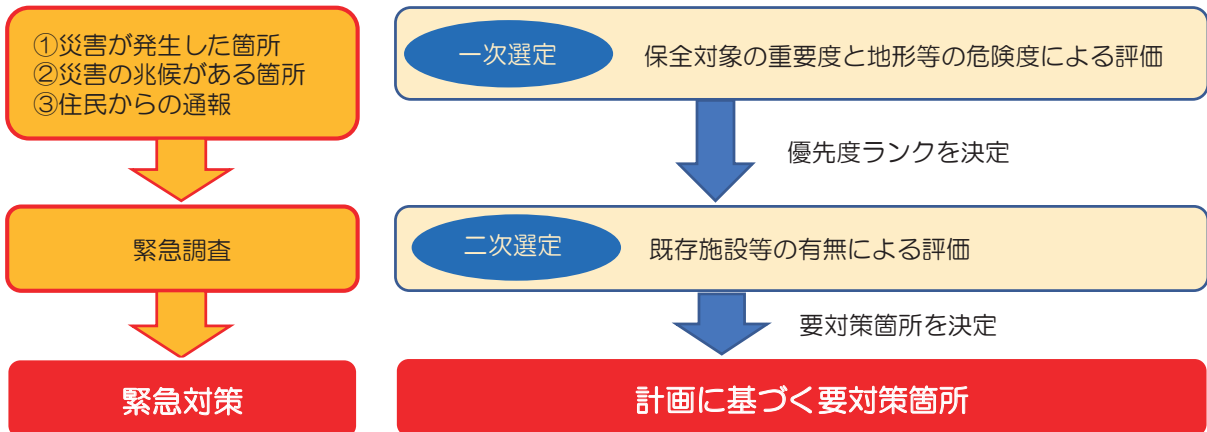 ①災害が発生した箇所
②災害の兆候がある箇所
③住民からの通報
緊急調査
緊急対策
一次選定 保全対象の重要度と地形等の危険度による評価
優先度ランクを決定
二次選定 既存施設等の有無による評価
要対策箇所を決定
計画に基づく要対策箇所